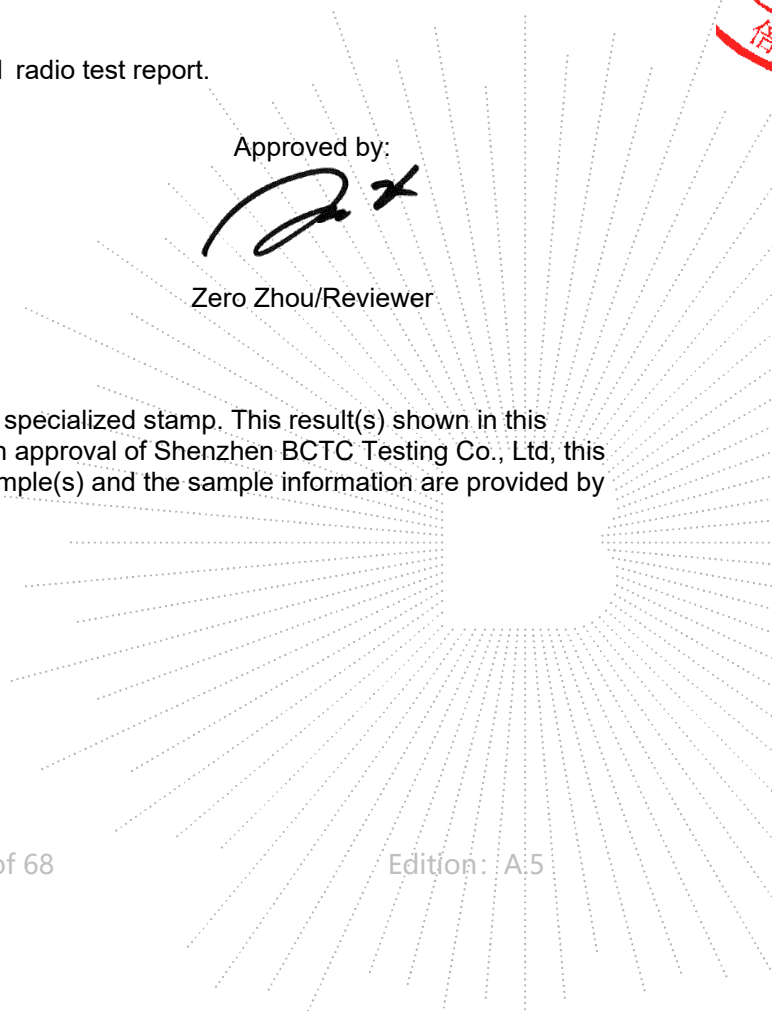 radio test report.
Approved by:
Zero Zhou/Reviewer
specialized stamp. This result(s) shown in this
approval of Shenzhen BCTC Testing Co., Ltd, this
mple(s) and the sample information are provided by
of 68 Edition: A.5